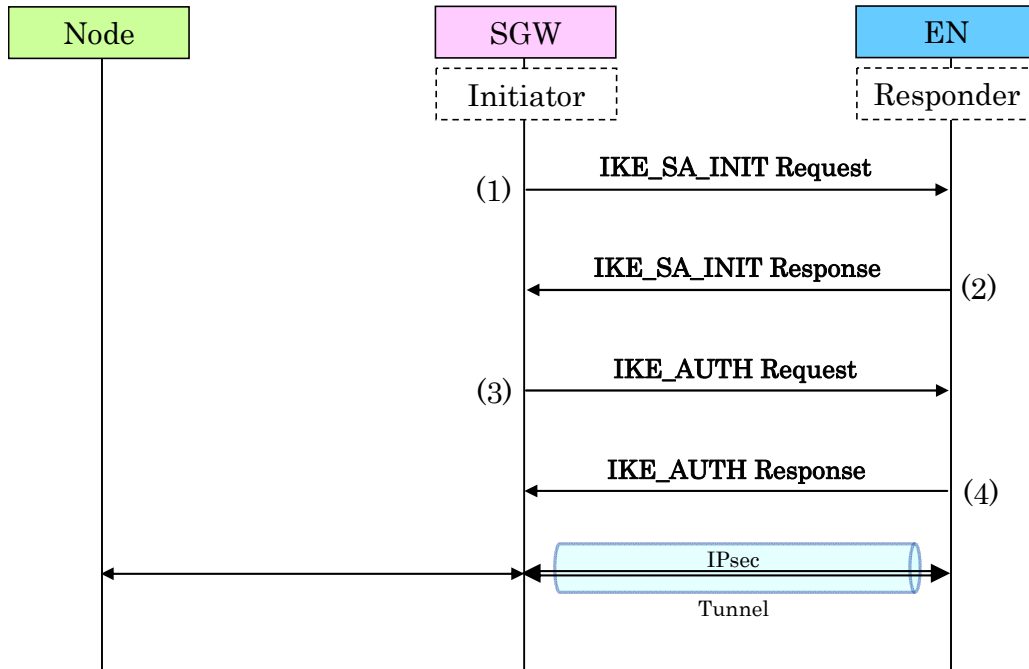 Node
SGW
EN
Initiator
Responder
IKE_SA_INIT Request
(1)
IKE_SA_INIT Response
(2)
IKE_AUTH Request
(3)
IKE_AUTH Response
(4)
IPsec
Tunnel